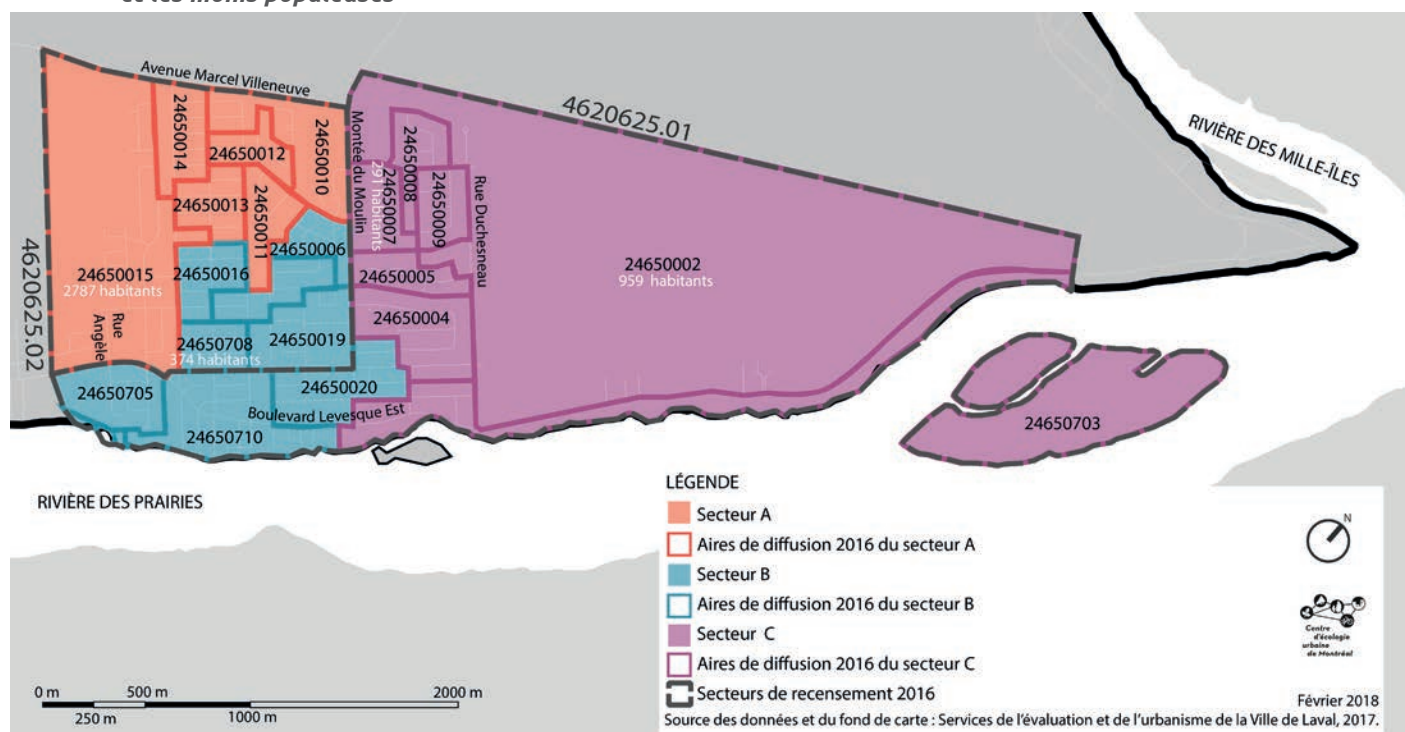 et les moins populeuses
Avenue Marcel Villeneuve
4620625.01
RIVIÈRE DES MILLE-ÎLES
24650014
24650012
24650010
Montée du Moulin
24650007
291 habitants
24650008
24650009
Rue Duchesneau
24650013
24650011
24650006
4620625.02
24650015
2787 habitants
24650016
24650005
24650002
959 habitants
Rue
Angèle
24650708
374 habitants
24650019
24650004
24650705
24650020
Boulevard Levesque Est
24650710
24650703
RIVIÈRE DES PRAIRIES
LÉGENDE
Secteur A
Aires de diffusion 2016 du secteur A
Secteur B
Aires de diffusion 2016 du secteur B
Secteur C
Aires de diffusion 2016 du secteur C
Secteurs de recensement 2016
N
Centre
d'écologie
urbaine
de Montréal
0 m 500 m 2000 m
250 m 1000 m
Février 2018
Source des données et du fond de carte : Services de l'évaluation et de l'urbanisme de la Ville de Laval, 2017.